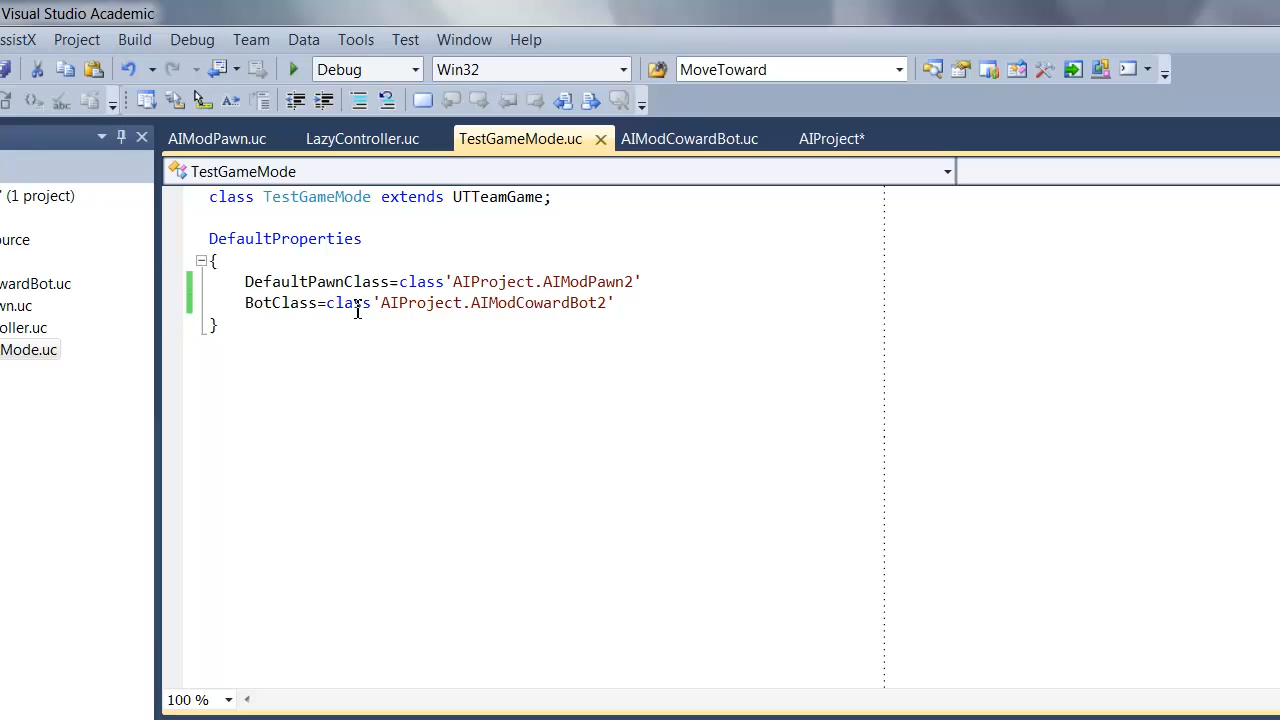 Visual Studio Academic
ssistX Project Build Debug Team Data Tools Test Window Help
Debug Win32 MoveToward
AIModPawn.uc LazyController.uc TestGameMode.uc AIModCowardBot.uc AIProject*
TestGameMode
' (1 project)
ource
wardBot.uc
wn.uc
oller.uc
Mode.uc
class TestGameMode extends UTTeamGame;
DefaultProperties
{
DefaultPawnClass=class'AIProject.AIModPawn2'
BotClass=class'AIProject.AIModCowardBot2'
}
100 %